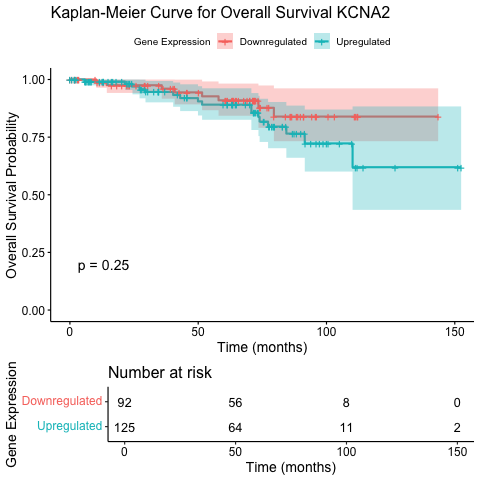 Kaplan-Meier Curve for Overall Survival KCNA2
Gene Expression Downregulated Upregulated
Overall Survival Probability
1.00
0.75
0.50
0.25
0.00
p = 0.25
0 50 100 150
Time (months)
Number at risk
Gene Expression
Downregulated 92 56 8 0
Upregulated 125 64 11 2
0 50 100 150
Time (months)